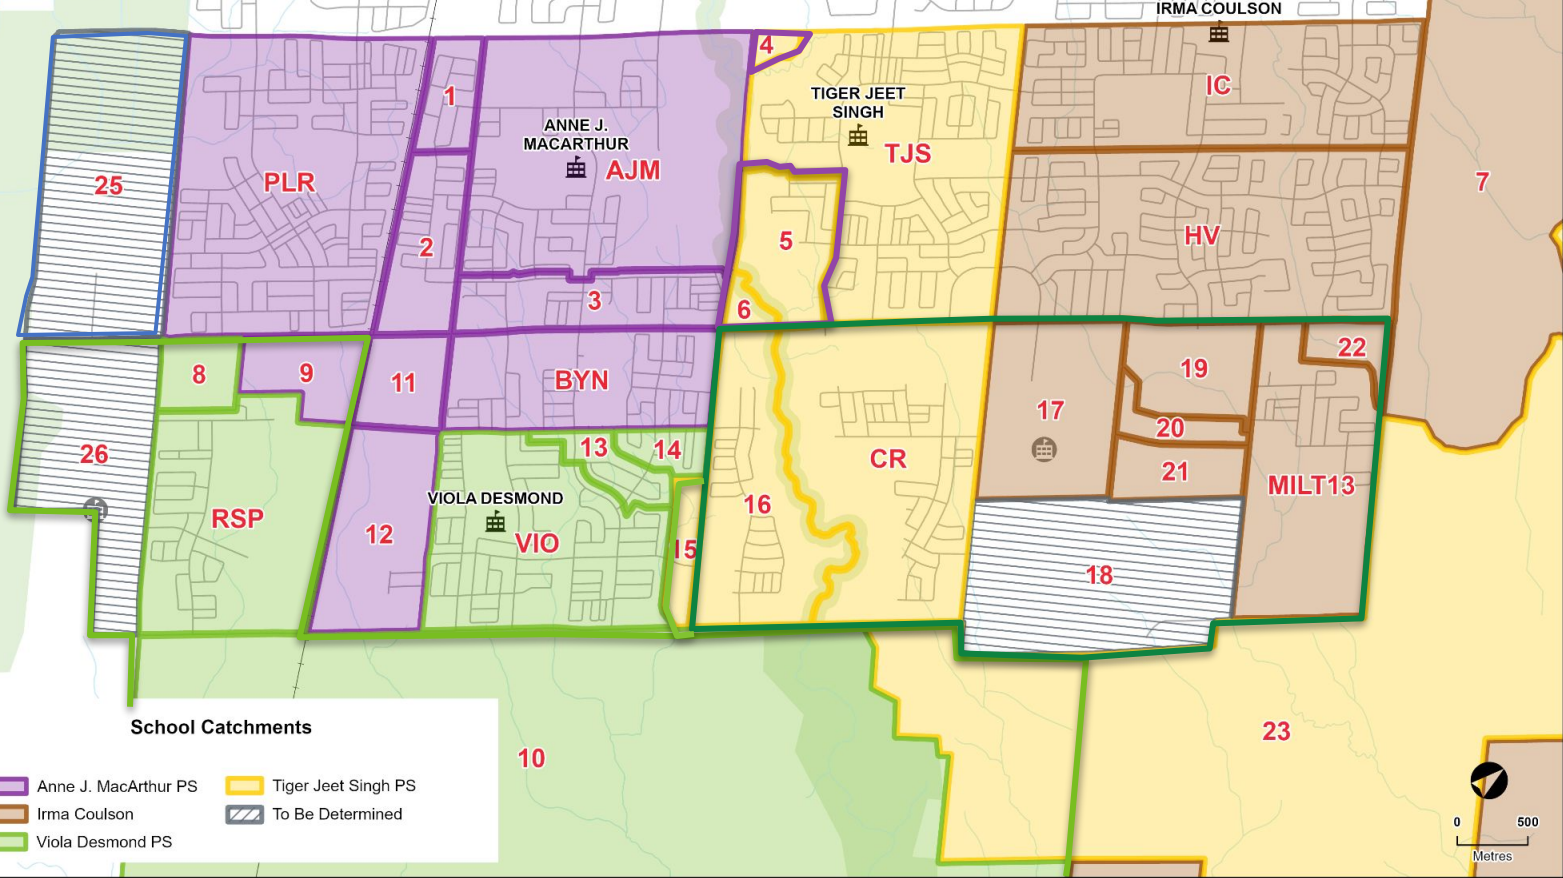 IRMA COULSON
4
1
IC
TIGER JEET
SINGH
ANNE J.
MACARTHUR
TJS
AJM
PLR
25
7
HV
5
2
3
6
22
19
8
9
11
BYN
17
20
13
14
CR
26
21
MILT13
VIOLA DESMOND
16
RSP
12
VIO
15
18
23
10
School Catchments
Anne J. MacArthur PS
Irma Coulson
Viola Desmond PS
Tiger Jeet Singh PS
To Be Determined
0 500
Metres